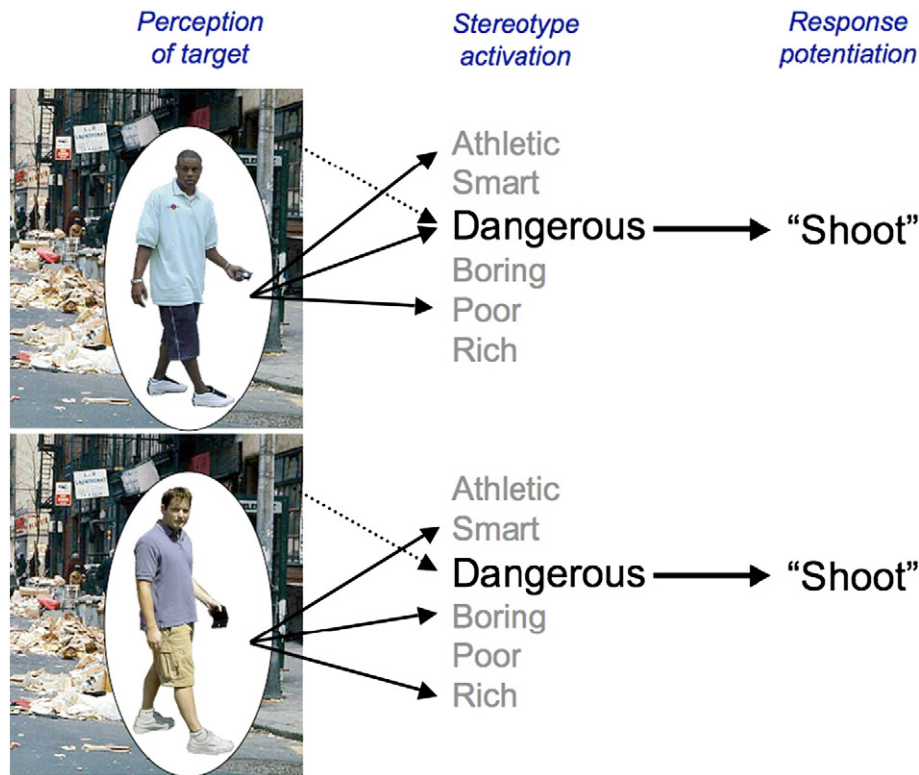 Perception
of target
Stereotype
activation
Response
potentiation
Athletic
Smart
Dangerous
Boring
Poor
Rich
“Shoot”
Athletic
Smart
Dangerous
Boring
Poor
Rich
“Shoot”